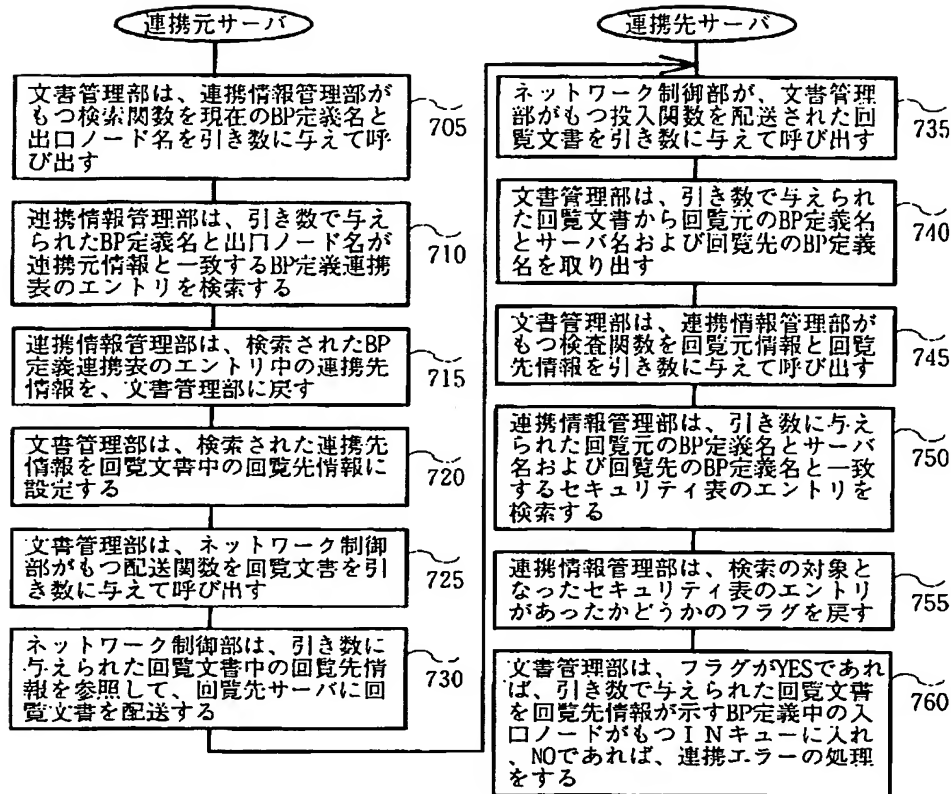 連携元サーバ
文書管理部は、連携情報管理部が
もつ検索関数を現在のBP定義名と
出口ノード名を引き数に与えて呼
び出す
705
連携情報管理部は、引き数で与え
られたBP定義名と出口ノード名が
連携元情報と一致するBP定義連携
表のエントリを検索する
710
連携情報管理部は、検索されたBP
定義連携表のエントリ中の連携先
情報を、文書管理部に戻す
715
文書管理部は、検索された連携先
情報を回覧文書中の回覧先情報に
設定する
720
文書管理部は、ネットワーク制御
部がもつ配送関数を回覧文書を引
き数に与えて呼び出す
725
ネットワーク制御部は、引き数に
与えられた回覧文書中の回覧先情
報を参照して、回覧先サーバに回
覧文書を配送する
730
連携先サーバ
ネットワーク制御部が、文書管理
部がもつ投入関数を配送された回
覧文書を引き数に与えて呼び出す
735
文書管理部は、引き数で与えられ
た回覧文書から回覧元のBP定義名
とサーバ名および回覧先のBP定義
名を取り出す
740
文書管理部は、連携情報管理部が
もつ検査関数を回覧元情報と回覧
先情報を引き数に与えて呼び出す
745
連携情報管理部は、引き数に与え
られた回覧元のBP定義名とサーバ
名および回覧先のBP定義名と一致
するセキュリティ表のエントリを
検索する
750
連携情報管理部は、検索の対象と
なったセキュリティ表のエントリ
があったかどうかのフラグを戻す
755
文書管理部は、フラグがYESであれ
ば、引き数で与えられた回覧文書
を回覧先情報が示すBP定義中の入
口ノードがもつINキューに入れ
、NOであれば、連携エラーの処理
をする
760